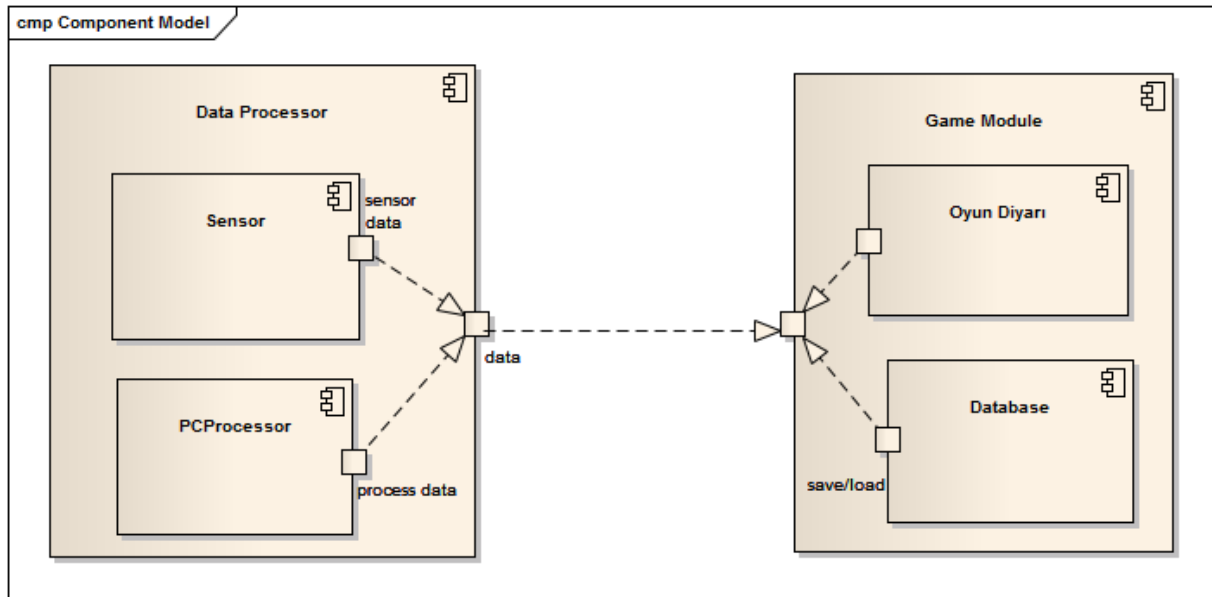 cmp Component Model
Data Processor
Sensor
sensor
data
PCProcessor
process data
data
Game Module
Oyun Diyarı
Database
save/load